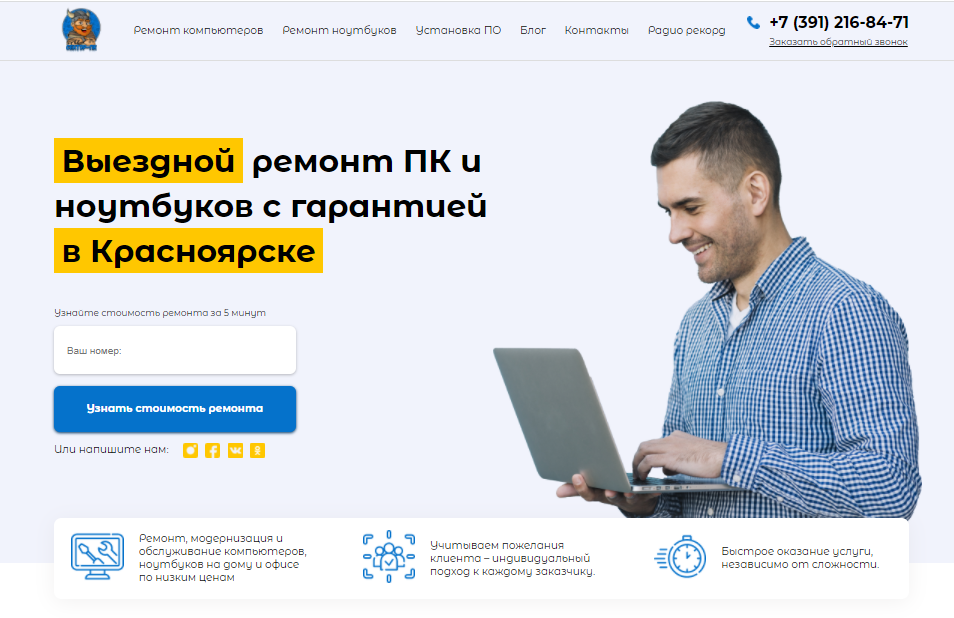 Ремонт компьютеров Ремонт ноутбуков Установка ПО Блог Контакты Радио рекорд
+7 (391) 216-84-71
Заказать обратный звонок
Выездной ремонт ПК и
ноутбуков с гарантией
в Красноярске
Узнайте стоимость ремонта за 5 минут
Ваш номер:
Узнать стоимость ремонта
Или напишите нам:
Ремонт, модернизация и
обслуживание компьютеров,
ноутбуков на дому и офисе
по низким ценам
Учитываем пожелания
клиента – индивидуальный
подход к каждому заказчику.
Быстрое оказание услуги,
независимо от сложности.